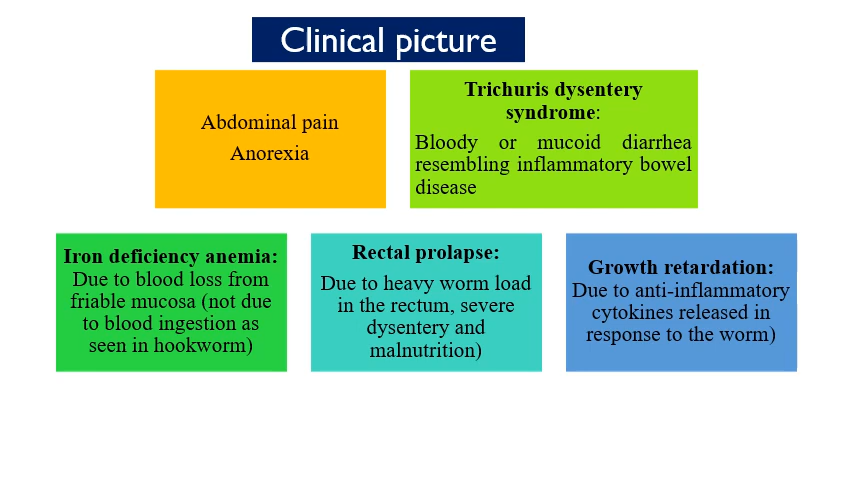 Clinical picture
Abdominal pain
Anorexia
Trichuris dysentery
syndrome:
Bloody or mucoid diarrhea
resembling inflammatory bowel
disease
Iron deficiency anemia:
Due to blood loss from
friable mucosa (not due
to blood ingestion as
seen in hookworm)
Rectal prolapse:
Due to heavy worm load
in the rectum, severe
dysentery and
malnutrition)
Growth retardation:
Due to anti-inflammatory
cytokines released in
response to the worm)